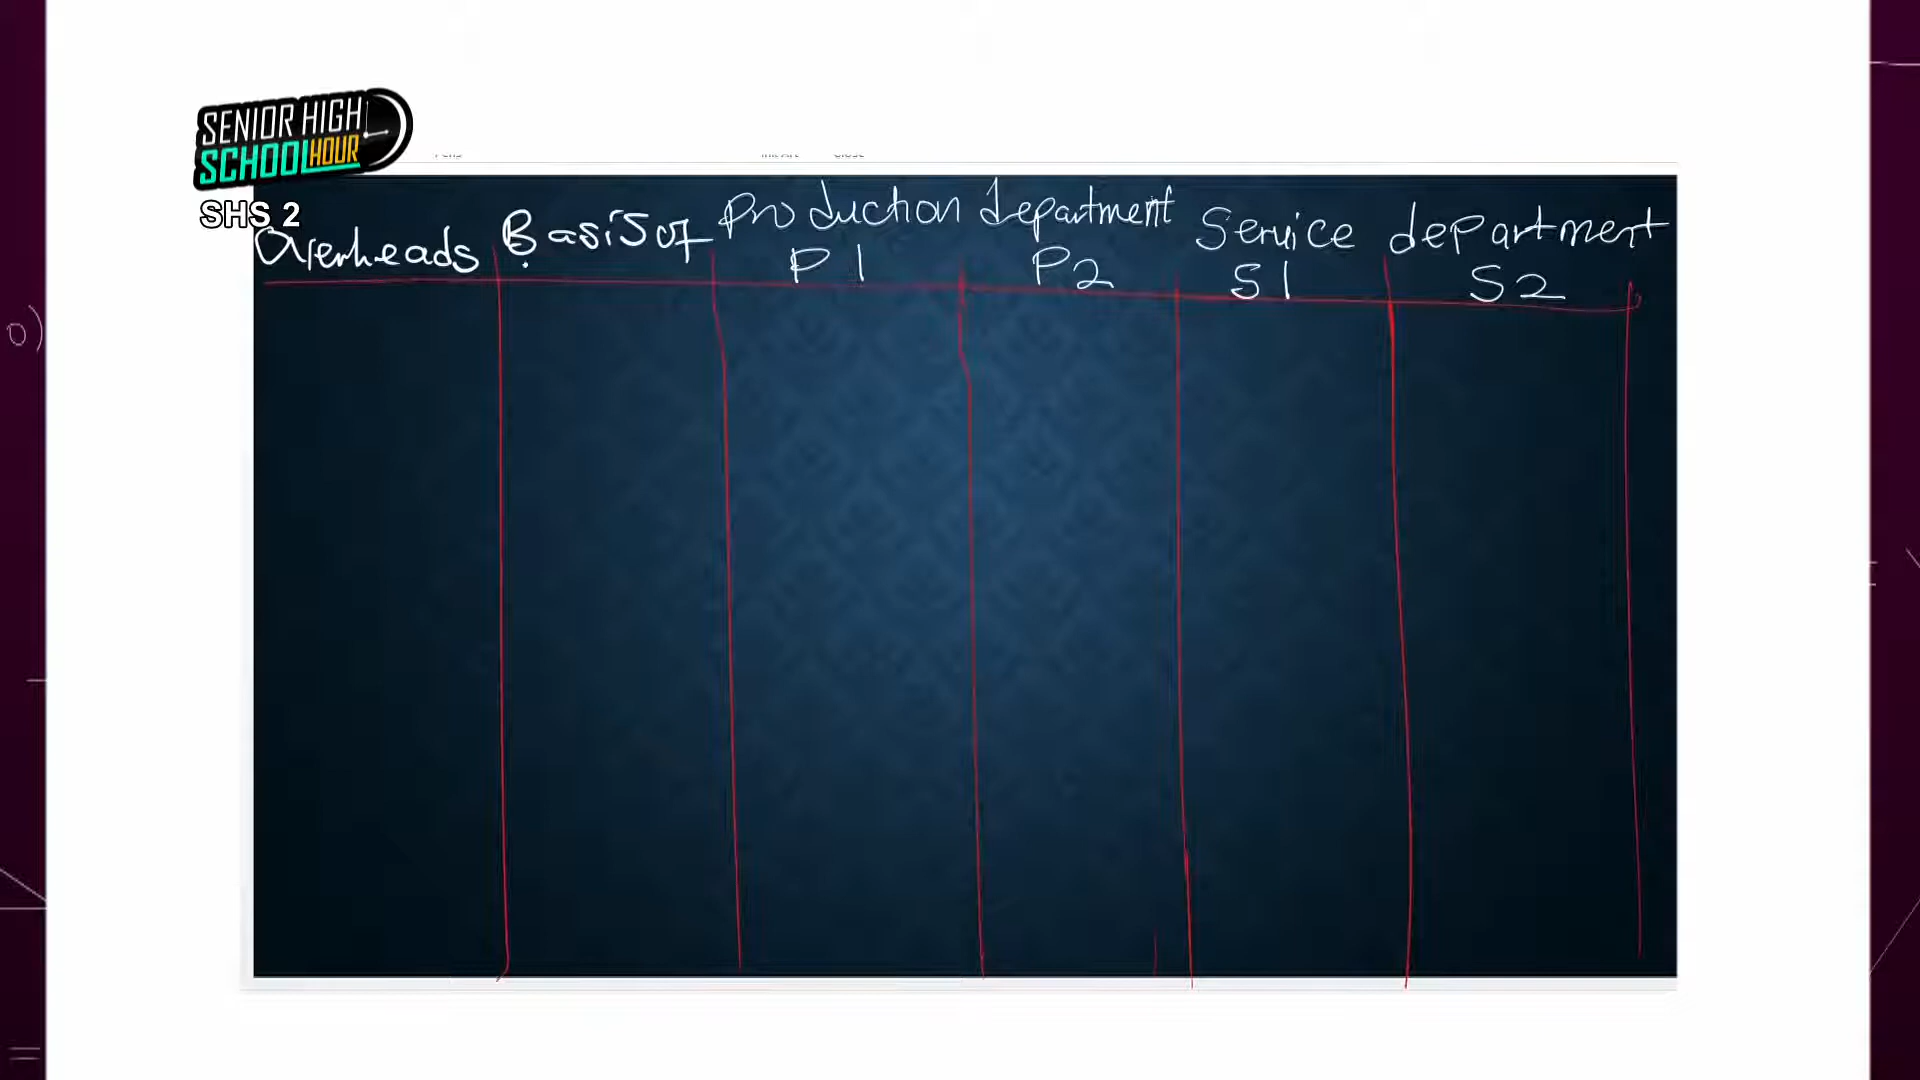 SENIOR HIGH
SCHOOL HOUR
SHS 2
Overheads Basis of Production department Service department
P1 P2 S1 S2